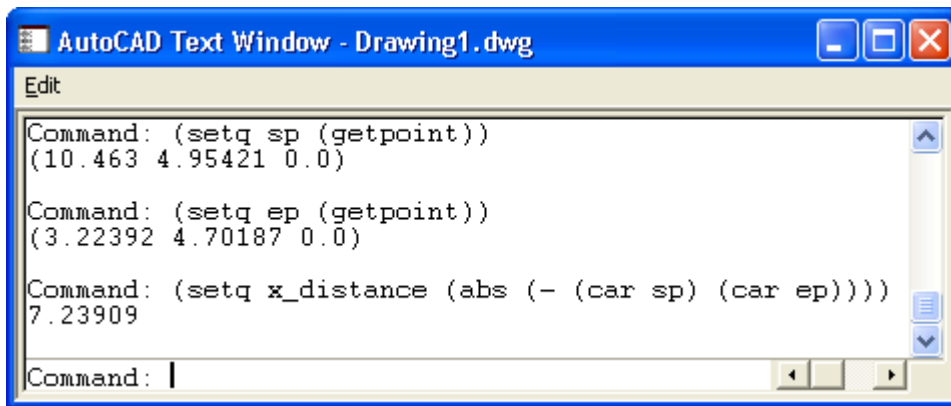 AutoCAD Text Window - Drawing1.dwg
Edit
Command: (setq sp (getpoint))
(10.463 4.95421 0.0)
Command: (setq ep (getpoint))
(3.22392 4.70187 0.0)
Command: (setq x_distance (abs (- (car sp) (car ep))))
7.23909
Command: